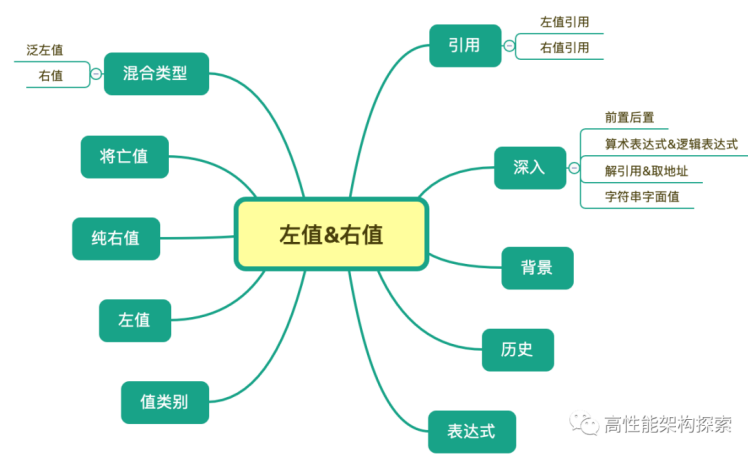 左值引用
引用
右值引用
泛左值
混合类型
右值
前置后置
算术表达式&逻辑表达式
深入
解引用&取地址
字符串字面值
将亡值
纯右值
左值&右值
背景
左值
历史
值类别
表达式
高性能架构探索